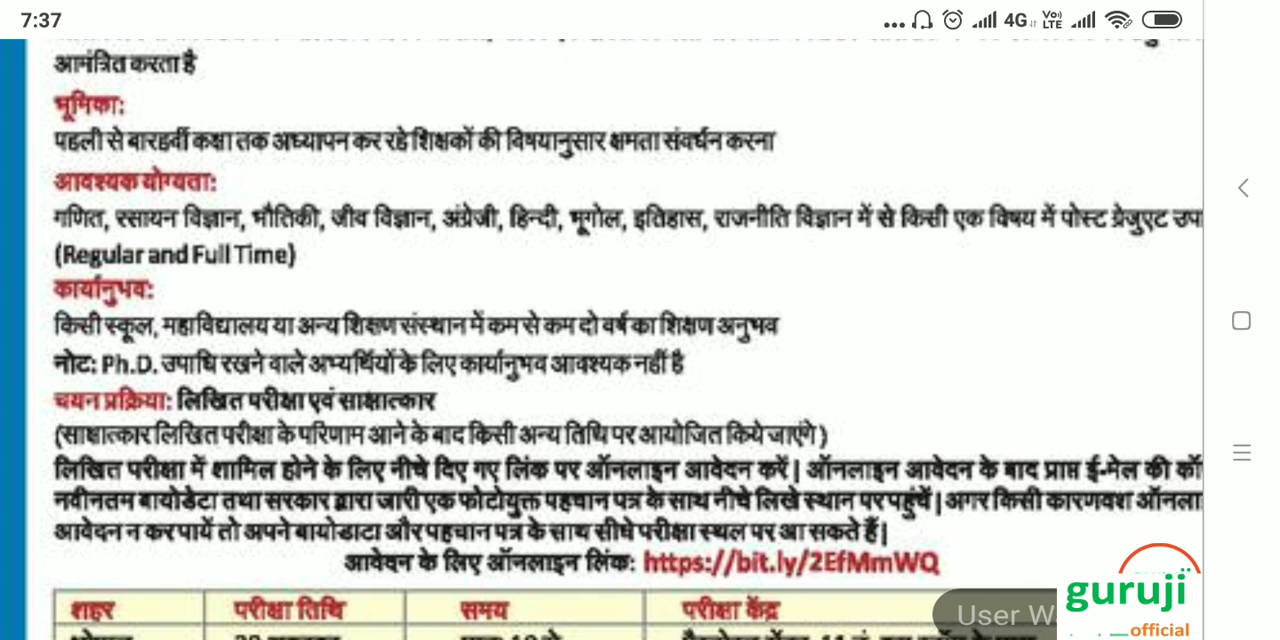 7:37
4G VoI) LTE
आमंत्रित करता है
भूमिका:
पहली से बारहवीं कक्षा तक अध्यापन कर रहे शिक्षकों की विषयानुसार क्षमता संवर्धन करना
आवश्यक योग्यता:
गणित, रसायन विज्ञान, भौतिकी, जीव विज्ञान, अंग्रेजी, हिन्दी, भूगोल, इतिहास, राजनीति विज्ञान में से किसी एक विषय में पोस्ट ग्रेजुएट उपा
(Regular and Full Time)
कार्यानुभव:
किसी स्कूल, महाविद्यालय या अन्य शिक्षण संस्थान में कम से कम दो वर्ष का शिक्षण अनुभव
नोट: Ph.D. उपाधि रखने वाले अभ्यर्थियों के लिए कार्यानुभव आवश्यक नहीं है
चयन प्रक्रिया: लिखित परीक्षा एवं साक्षात्कार
(साक्षात्कार लिखित परीक्षा के परिणाम आने के बाद किसी अन्य तिथि पर आयोजित किये जाएंगे )
लिखित परीक्षा में शामिल होने के लिए नीचे दिए गए लिंक पर ऑनलाइन आवेदन करें| ऑनलाइन आवेदन के बाद प्राप्त ई-मेल की कॉ
नवीनतम बायोडेटा तथा सरकार द्वारा जारी एक फोटोयुक्त पहचान पत्र के साथ नीचे लिखे स्थान पर पहुंचें| अगर किसी कारणवश ऑनला
आवेदन न कर पायें तो अपने बायोडाटा और पहचान पत्र के साथ सीधे परीक्षा स्थल पर आ सकते हैं|
आवेदन के लिए ऑनलाइन लिंक: https://bit.ly/2EfMmWQ
शहर परीक्षा तिथि समय परीक्षा केंद्र
User W
guruji
official